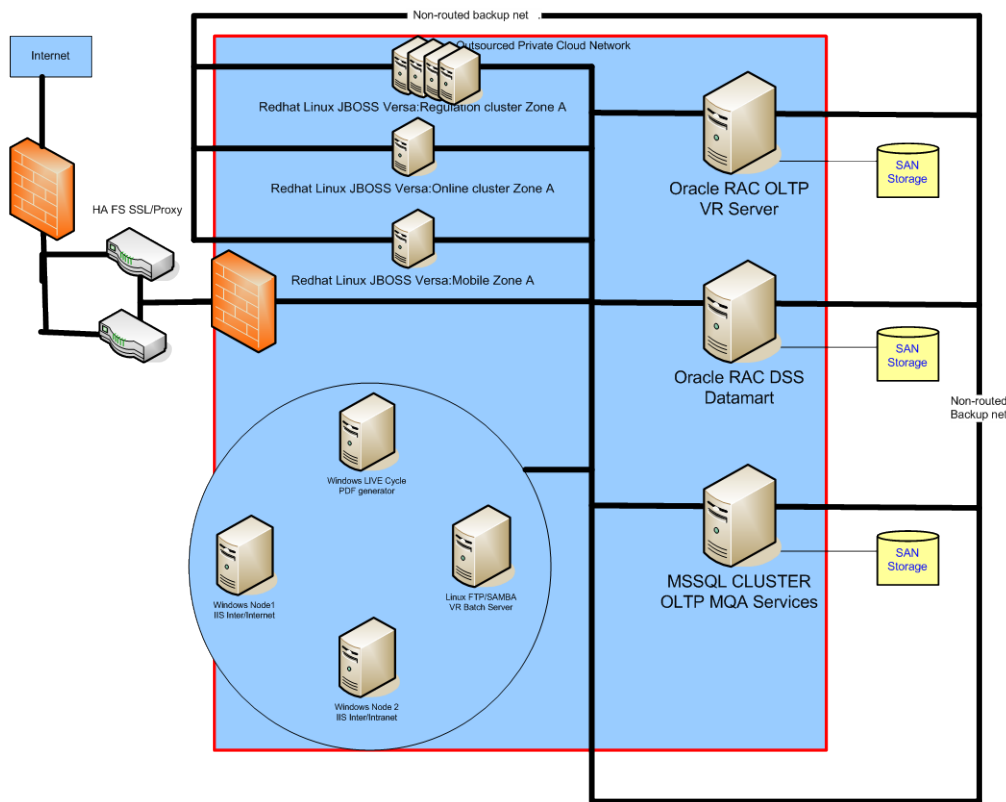 Non-routed backup net .
Internet
Outsourced Private Cloud Network
Redhat Linux JBOSS Versa:Regulation cluster Zone A
Redhat Linux JBOSS Versa:Online cluster Zone A
HA FS SSL/Proxy
Redhat Linux JBOSS Versa:Mobile Zone A
Oracle RAC OLTP
VR Server
SAN
Storage
Oracle RAC DSS
Datamart
SAN
Storage
Non-routed
Backup net
Windows LIVE Cycle
PDF generator
Windows Node1
IIS Inter/Internet
Linux FTP/SAMBA
VR Batch Server
Windows Node 2
IIS Inter/Intranet
MSSQL CLUSTER
OLTP MQA Services
SAN
Storage